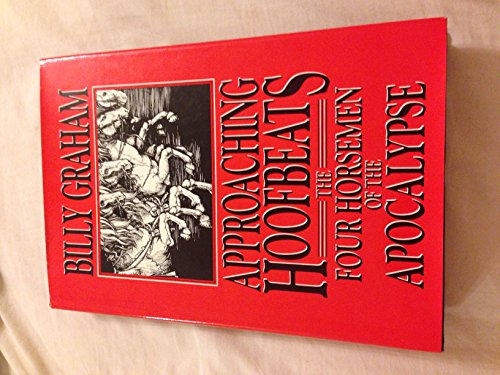 BILLY GRAHAM
APPROACHING
HOOFBEATS
THE
FOUR HORSEMEN
OF THE
APOCALYPSE